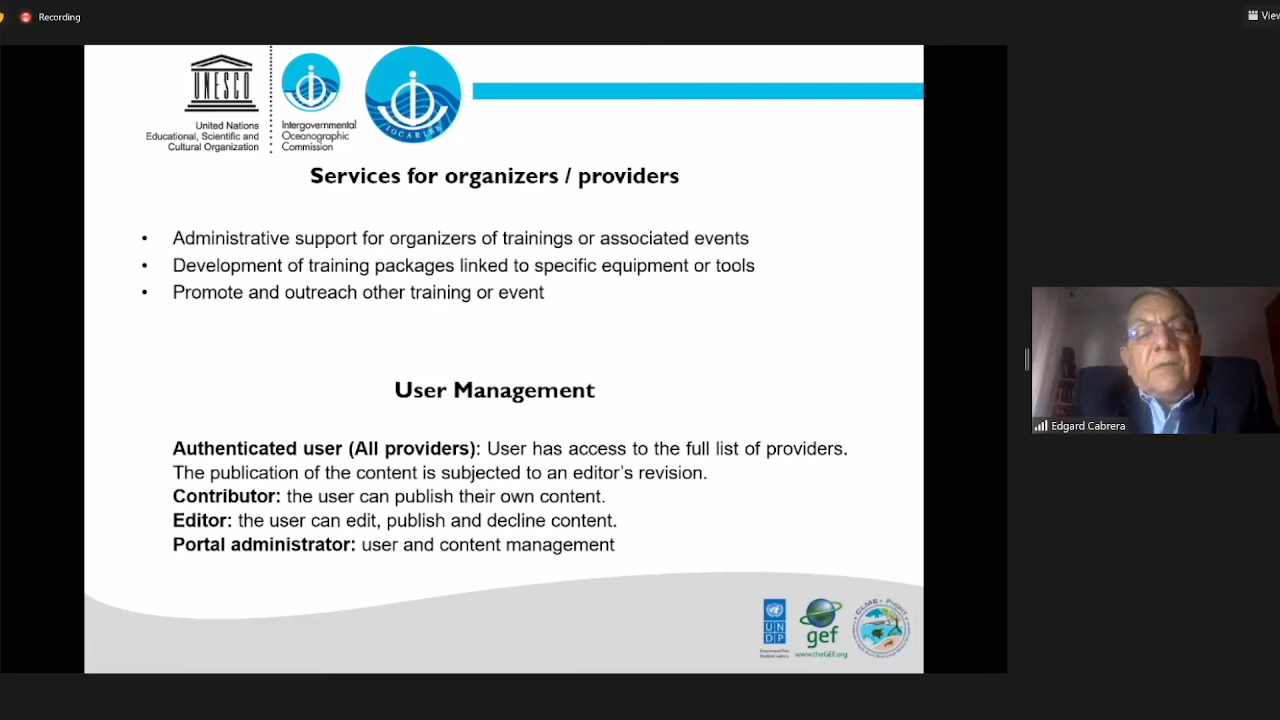 Recording
View
UNESCO
United Nations
Educational, Scientific and
Cultural Organization
Intergovernmental
Oceanographic
Commission
IOCARIBE
Services for organizers / providers
• Administrative support for organizers of trainings or associated events
• Development of training packages linked to specific equipment or tools
• Promote and outreach other training or event
User Management
Authenticated user (All providers): User has access to the full list of providers.
The publication of the content is subjected to an editor's revision.
Contributor: the user can publish their own content.
Editor: the user can edit, publish and decline content.
Portal administrator: user and content management
Edgard Cabrera
UN
DP
gef
www.theGEF.org
CLME+ Project